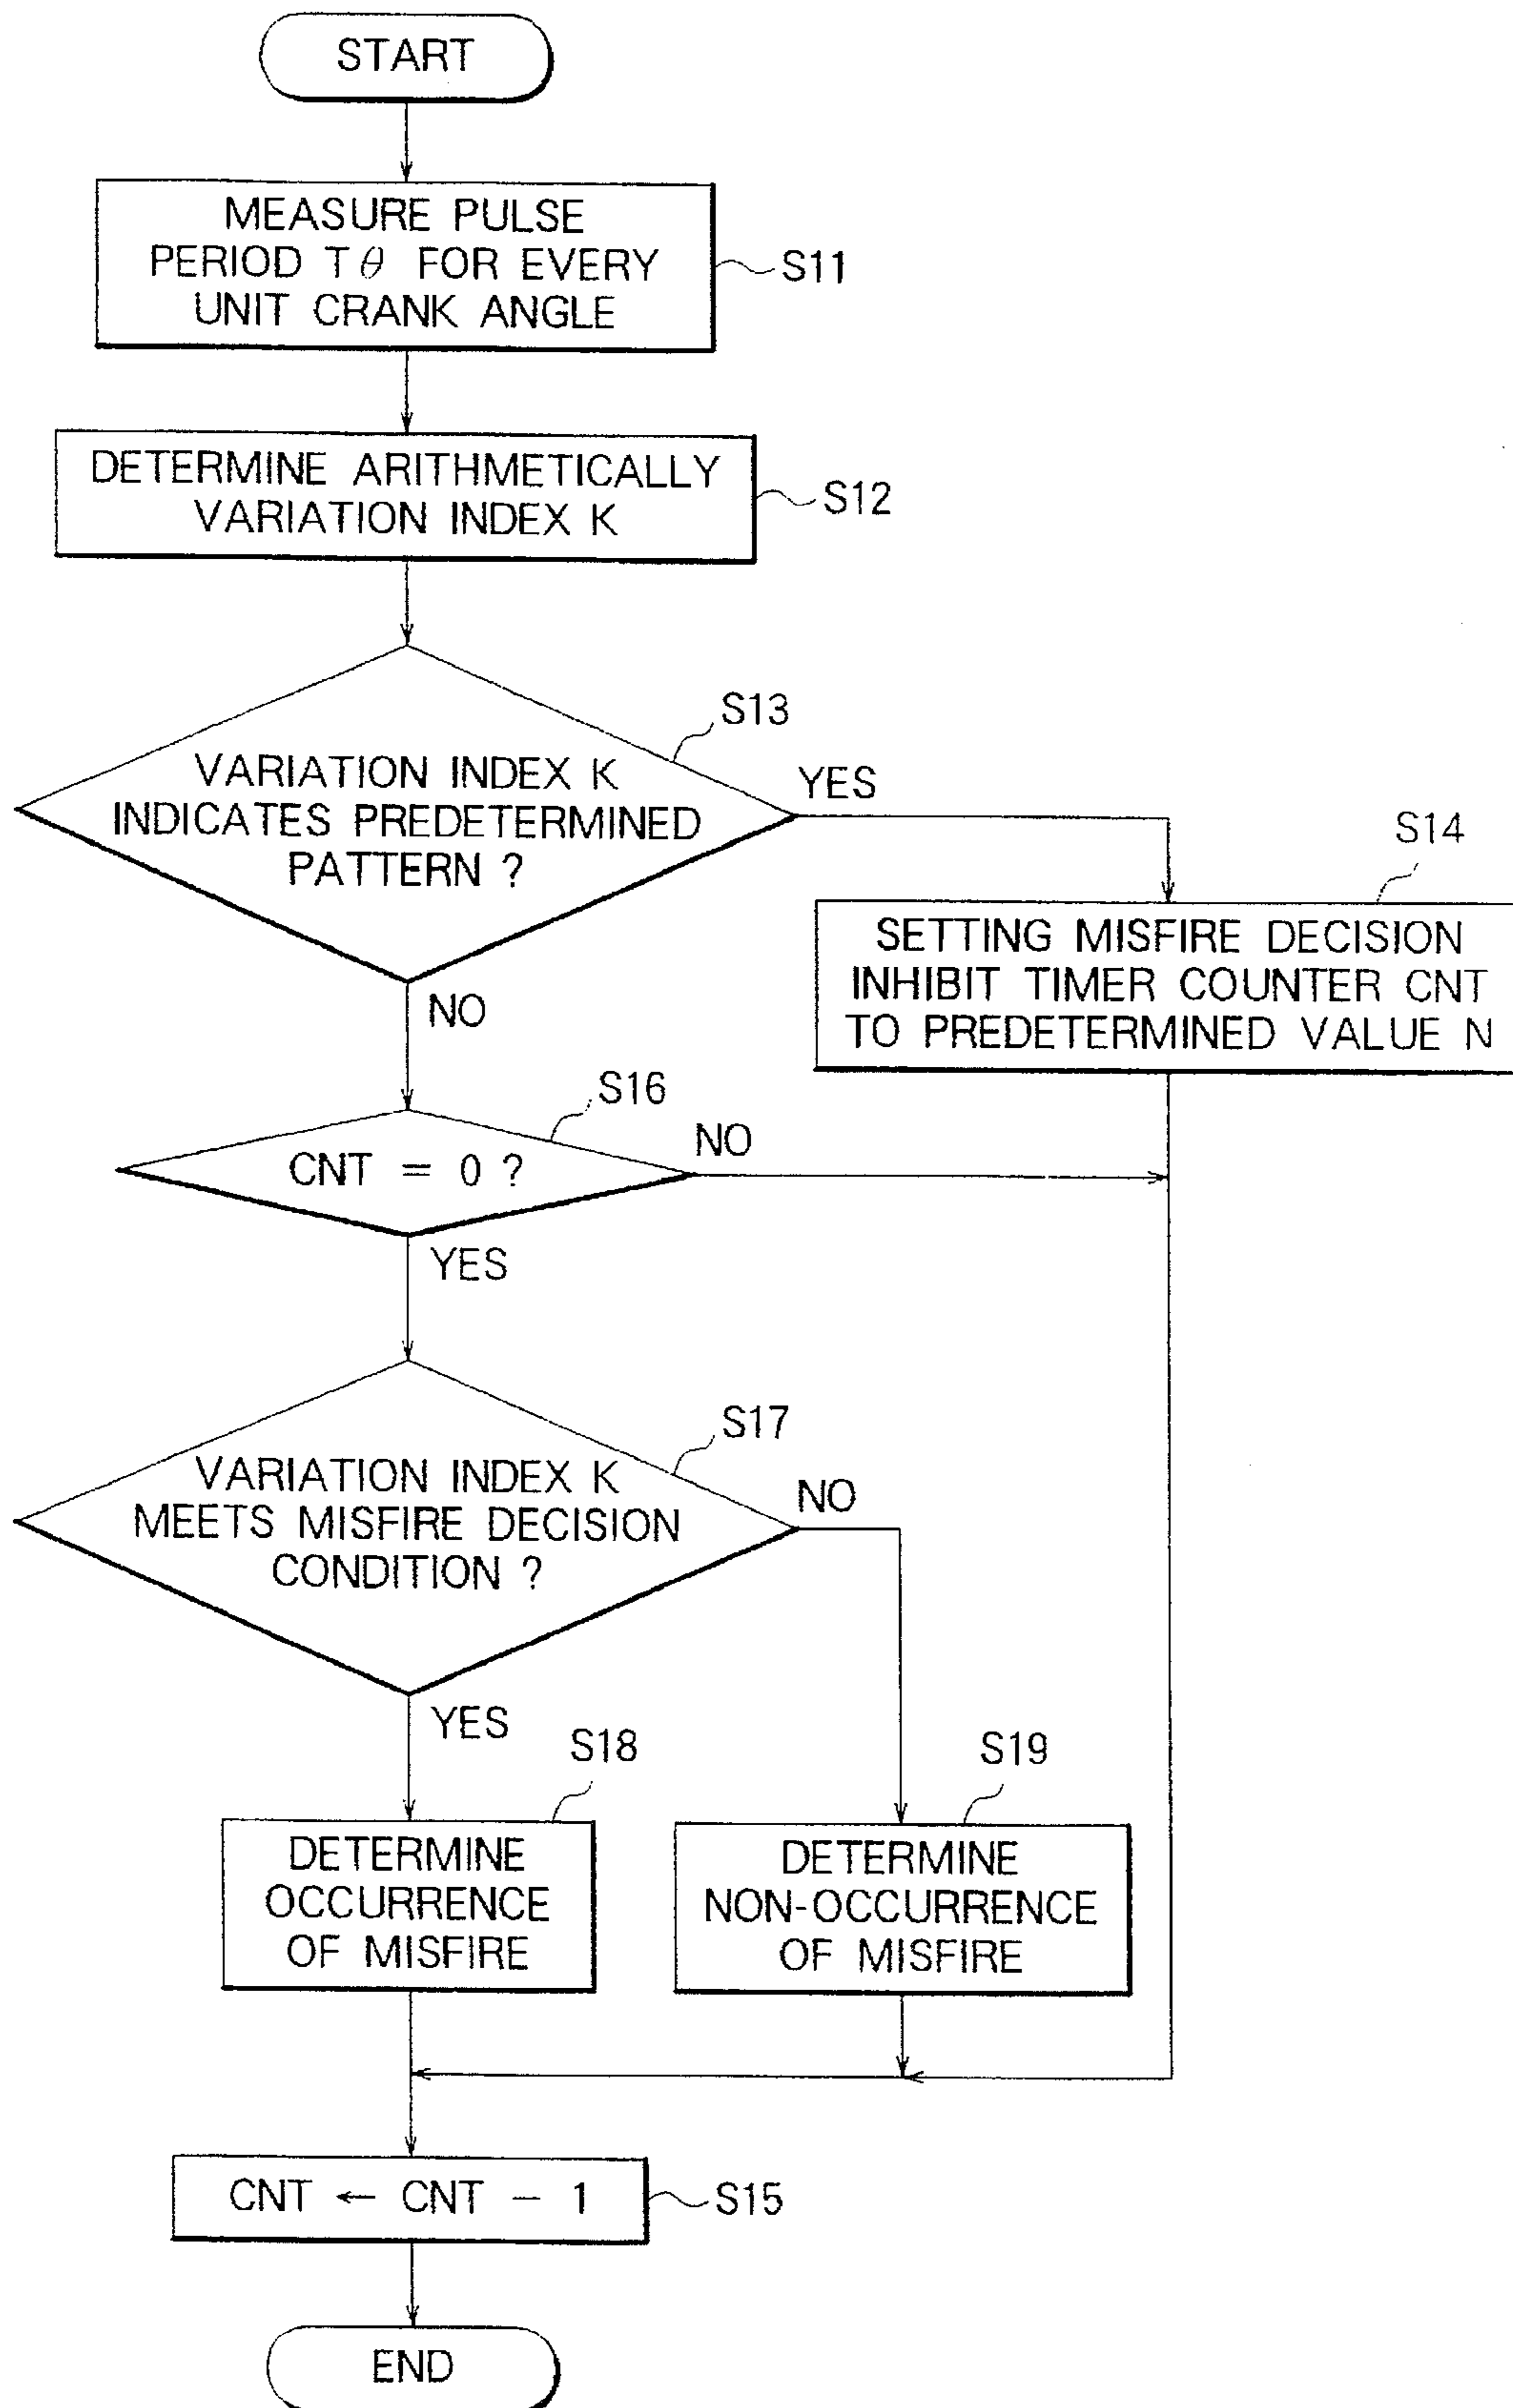 START
MEASURE PULSE
PERIOD Tθ FOR EVERY
UNIT CRANK ANGLE
S11
DETERMINE ARITHMETICALLY
VARIATION INDEX K
S12
S13
VARIATION INDEX K
INDICATES PREDETERMINED
PATTERN ?
YES
NO
S14
SETTING MISFIRE DECISION
INHIBIT TIMER COUNTER CNT
TO PREDETERMINED VALUE N
S16
CNT = 0 ?
NO
YES
S17
VARIATION INDEX K
MEETS MISFIRE DECISION
CONDITION ?
NO
YES
S18
DETERMINE
OCCURRENCE
OF MISFIRE
S19
DETERMINE
NON-OCCURRENCE
OF MISFIRE
CNT ← CNT − 1
S15
END